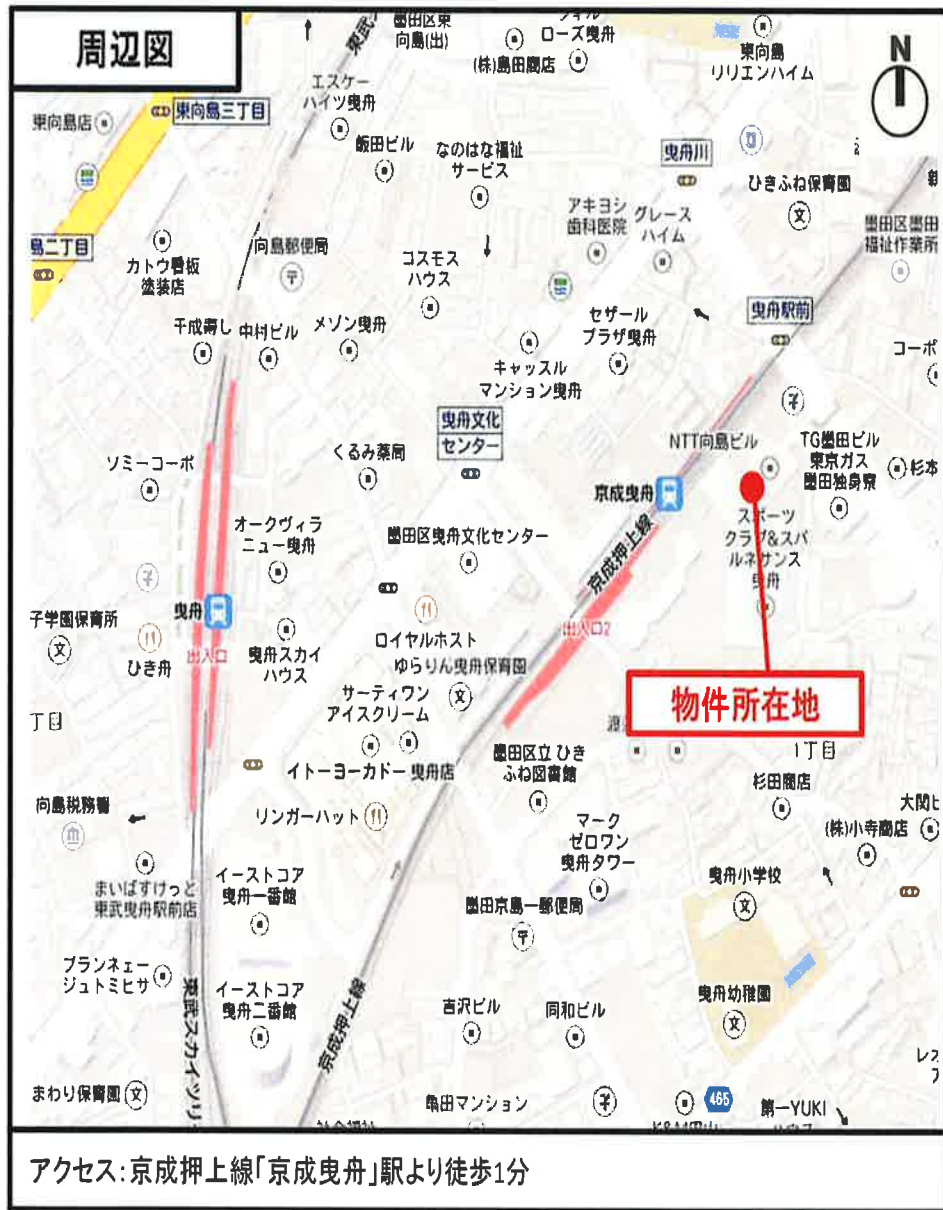 周辺図
N
墨田区東
向島(出)
ローズ曳舟
(株)島田商店
東向島
リリエンハイム
エスケー
ハイツ曳舟
東向島店
東向島三丁目
飯田ビル
なのはな福祉
サービス
曳舟川
ひきふね保育園
アキヨシ
歯科医院
グレース
ハイム
墨田区墨田
福祉作業所
島二丁目
カトウ看板
塗装店
向島郵便局
コスモス
ハウス
セザール
プラザ曳舟
曳舟駅前
千成寿し
中村ビル
メゾン曳舟
キャッスル
マンション曳舟
コーポ
曳舟文化
センター
NTT向島ビル
TG墨田ビル
東京ガス
墨田独身寮
杉本
ソミーコーポ
くるみ薬局
京成曳舟
スポーツ
クラブ&スパ
ルネサンス
曳舟
オークヴィラ
ニュー曳舟
墨田区曳舟文化センター
京成押上線
曳舟
出入口
出入口2
子学園保育所
ひき舟
曳舟スカイ
ハウス
ロイヤルホスト
ゆらりん曳舟保育園
サーティワン
アイスクリーム
物件所在地
丁目
1丁目
イトーヨーカドー 曳舟店
墨田区立 ひき
ふね図書館
杉田商店
向島税務署
リンガーハット
マーク
ゼロワン
曳舟タワー
(株)小寺商店
まいばすけっと
東武曳舟駅前店
イーストコア
曳舟一番館
曳舟小学校
墨田京島一郵便局
ブランネェー
ジュトミヒサ
東武スカイツリ
イーストコア
曳舟二番館
京成押上線
吉沢ビル
同和ビル
曳舟幼稚園
まわり保育園
亀田マンション
465
第一YUKI
アクセス:京成押上線「京成曳舟」駅より徒歩1分